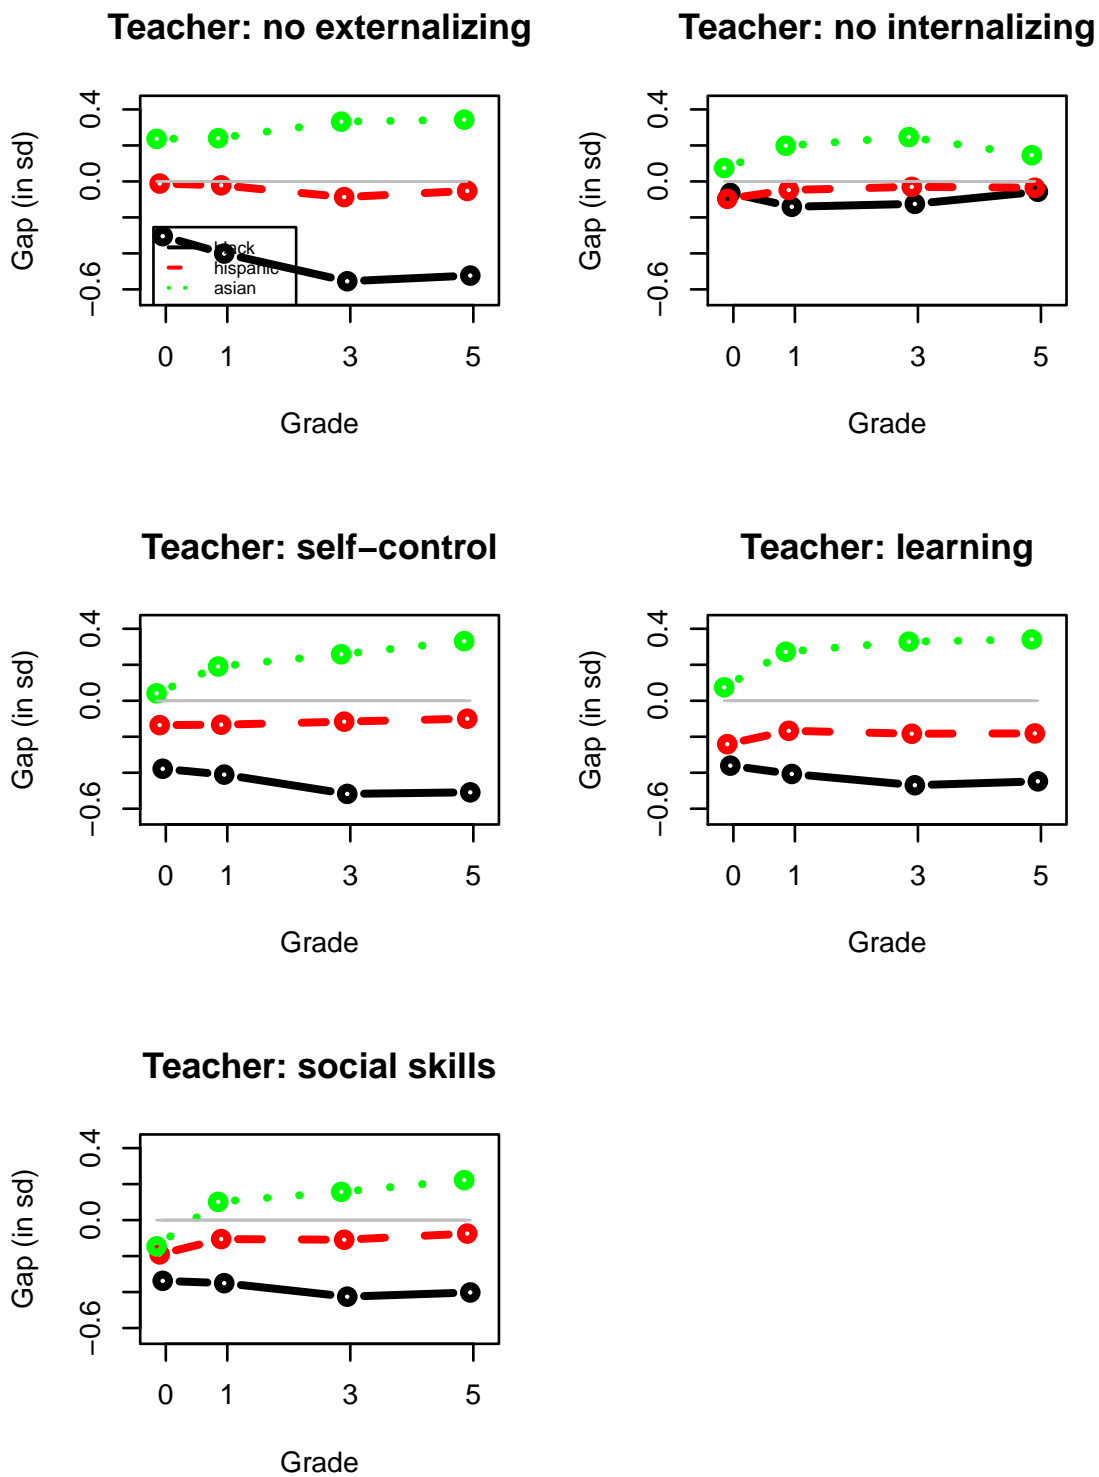 Teacher: no externalizing
Gap (in sd)
0.4
0.0
−0.6
black
hispanic
asian
0 1 3 5
Grade
Teacher: no internalizing
Gap (in sd)
0.4
0.0
−0.6
0 1 3 5
Grade
Teacher: self−control
Gap (in sd)
0.4
0.0
−0.6
0 1 3 5
Grade
Teacher: learning
Gap (in sd)
0.4
0.0
−0.6
0 1 3 5
Grade
Teacher: social skills
Gap (in sd)
0.4
0.0
−0.6
0 1 3 5
Grade